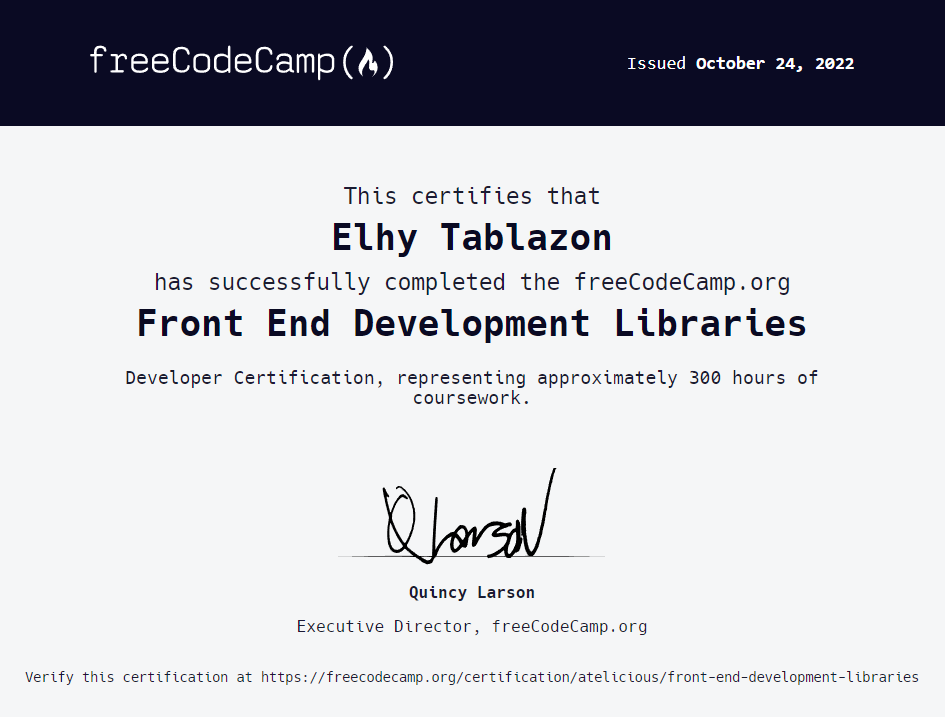 freeCodeCamp
Issued October 24, 2022
This certifies that
Elhy Tablazon
has successfully completed the freeCodeCamp.org
Front End Development Libraries
Developer Certification, representing approximately 300 hours of
coursework.
QLarson
Quincy Larson
Executive Director, freeCodeCamp.org
Verify this certification at https://freecodecamp.org/certification/atelicious/front-end-development-libraries